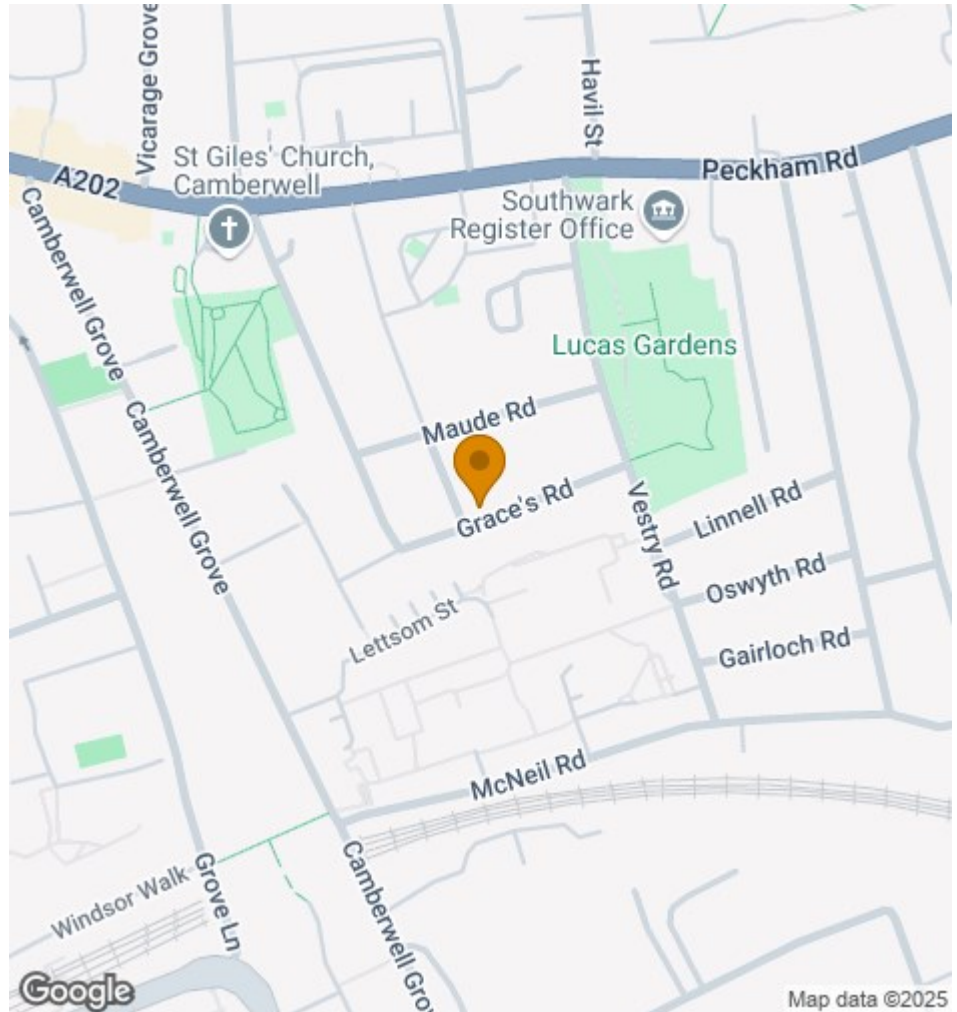 Vicarage Grove
Havil St
A202
St Giles' Church,
Camberwell
Peckham Rd
Southwark
Register Office
Camberwell Grove
Lucas Gardens
Maude Rd
Camberwell Grove
Grace's Rd
Vestry Rd
Linnell Rd
Oswyth Rd
Lettsom St
Gairloch Rd
McNeil Rd
Windsor Walk
Grove Ln
Camberwell Gro
Google
Map data ©2025